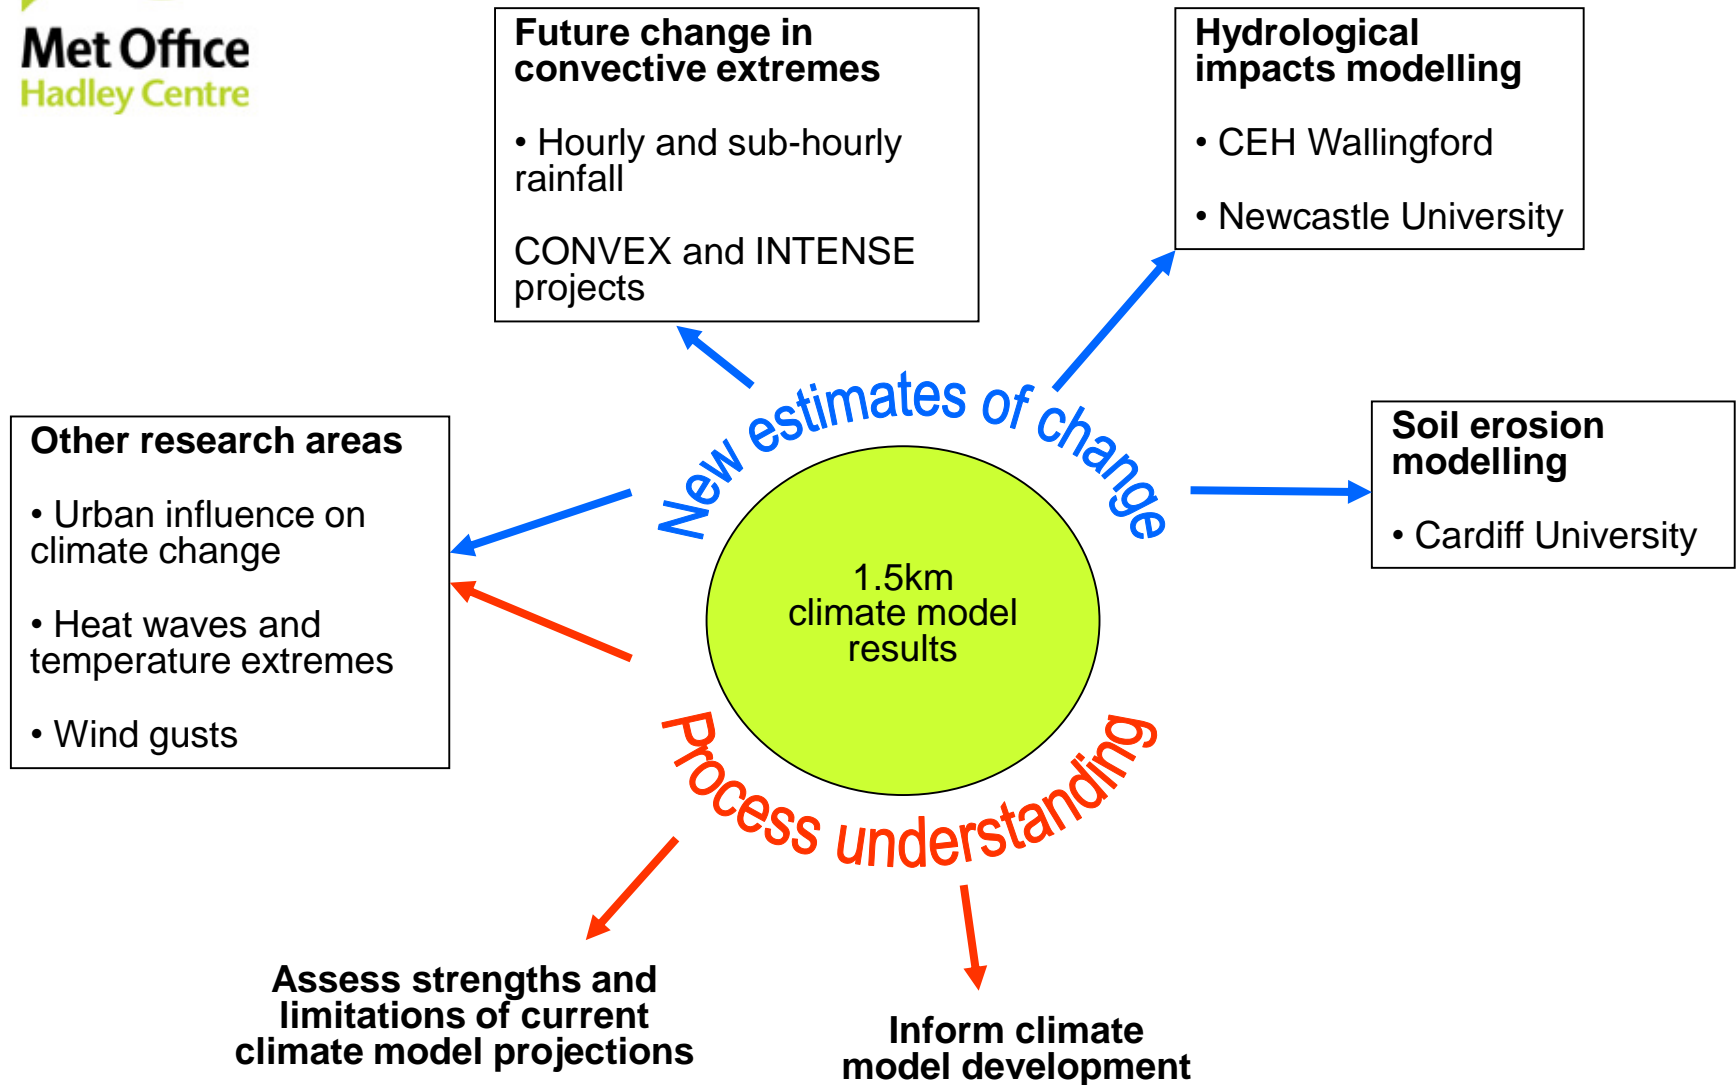 Met Office
Hadley Centre
Future change in
convective extremes
• Hourly and sub-hourly
rainfall
CONVEX and INTENSE
projects
Hydrological
impacts modelling
• CEH Wallingford
• Newcastle University
Other research areas
• Urban influence on
climate change
• Heat waves and
temperature extremes
• Wind gusts
New estimates of change
1.5km
climate model
results
Process understanding
Soil erosion
modelling
• Cardiff University
Assess strengths and
limitations of current
climate model projections
Inform climate
model development